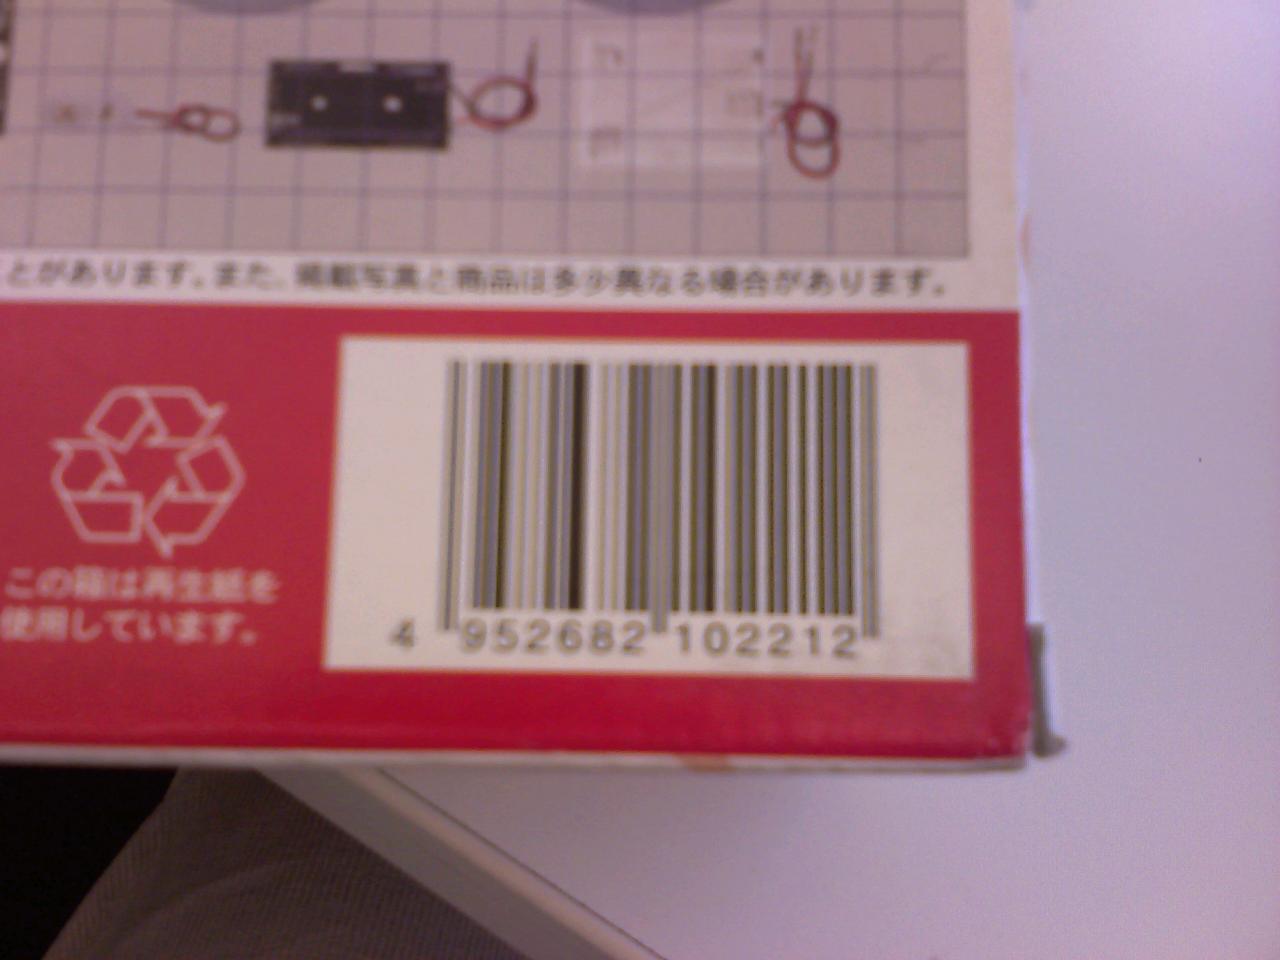 とがあります。また、掲載写真と商品は多少異なる場合があります。
この箱は再生紙を
使用しています。
4 952682 102212